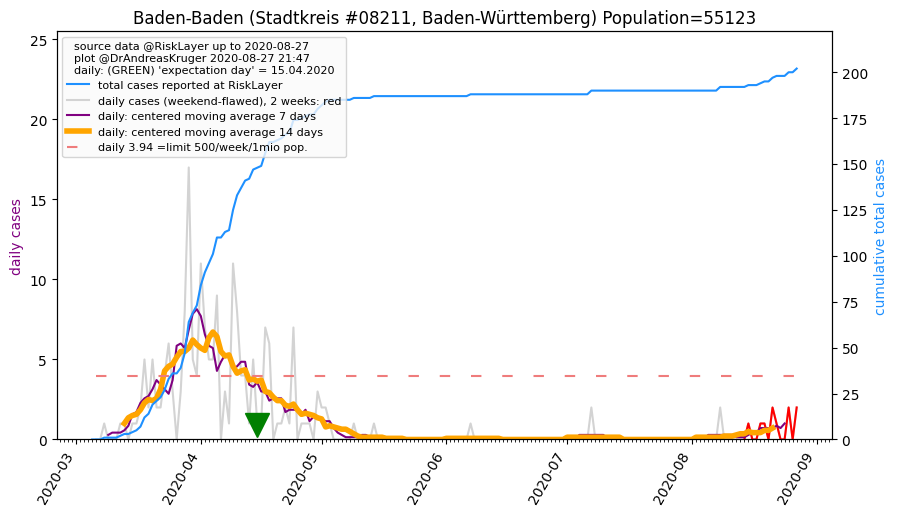 Baden-Baden (Stadtkreis #08211, Baden-Württemberg) Population=55123
source data @RiskLayer up to 2020-08-27
plot @DrAndreasKruger 2020-08-27 21:47
daily: (GREEN) 'expectation day' = 15.04.2020
total cases reported at RiskLayer
daily cases (weekend-flawed), 2 weeks: red
daily: centered moving average 7 days
daily: centered moving average 14 days
daily 3.94 =limit 500/week/1mio pop.
daily cases
25
20
15
10
5
0
cumulative total cases
200
175
150
125
100
75
50
25
0
2020-03
2020-04
2020-05
2020-06
2020-07
2020-08
2020-09